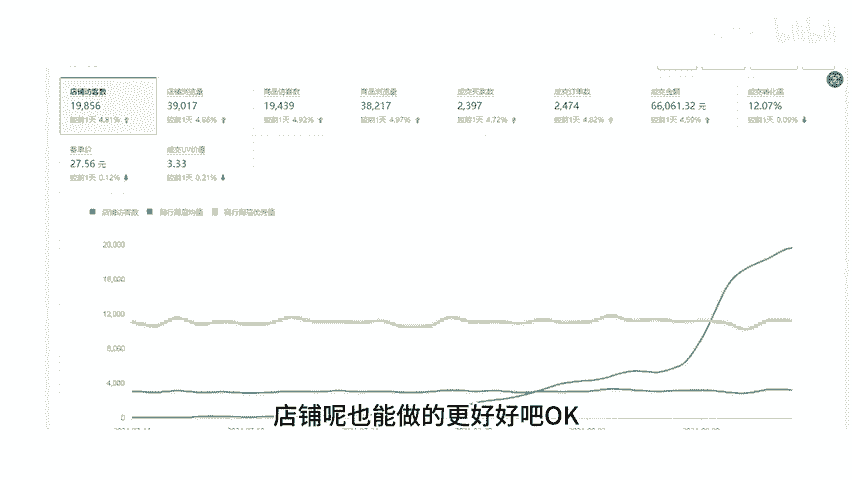 店铺访客数 店铺浏览量 商品访客数 商品浏览量 成交买家数 成交订单数 成交金额 成交转化率
19,856 39,017 19,439 38,217 2,397 2,474 66,061.32 元 12.07%
较前1天 4.81% 较前1天 4.66% 较前1天 4.92% 较前1天 4.97% 较前1天 4.72% 较前1天 4.82% 较前1天 4.59% 较前1天 0.09%
客单价 成交UV价值
27.56 元 3.33
较前1天 0.12% 较前1天 0.21%
店铺访客数 同行同层均值 同行同层优秀值
20,000
16,000
12,000
8,000
4,000
0
店铺呢也能做的更好好吧OK